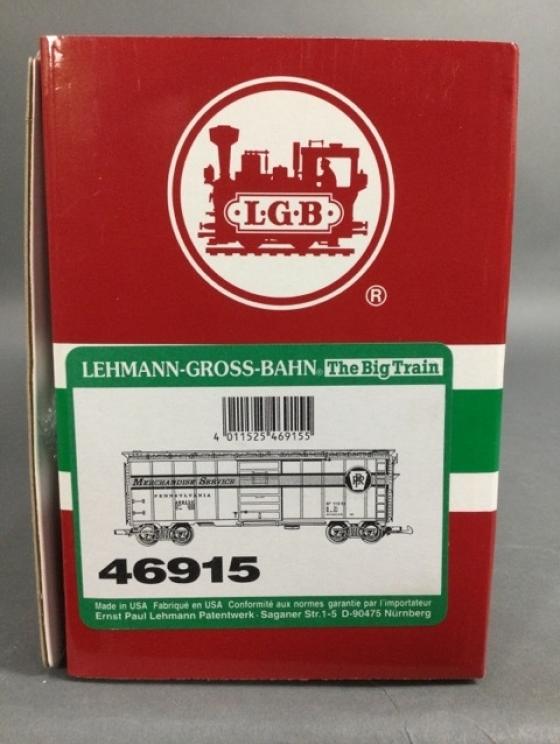 ·L·G·B·
®
LEHMANN-GROSS-BAHN® The Big Train
4 011525 469155
MERCHANDISE SERVICE
PENNSYLVANIA
46915
Made in USA Fabriqué en USA Conformité aux normes garantie par l'importateur
Ernst Paul Lehmann Patentwerk · Saganer Str.1-5 D-90475 Nürnberg